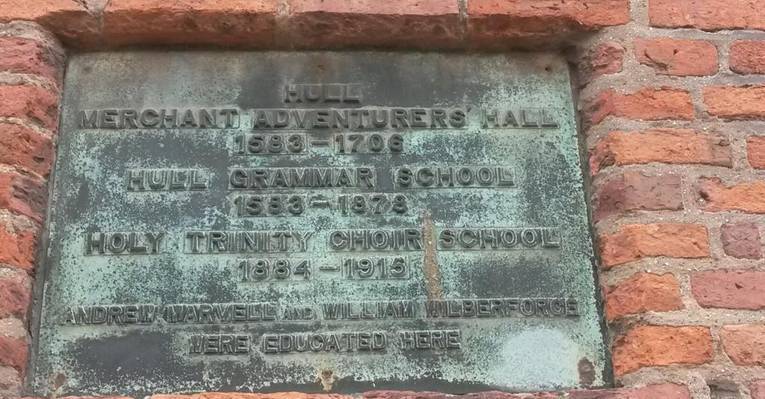 HULL
MERCHANT ADVENTURERS' HALL
1583-1706
HULL GRAMMAR SCHOOL
1583-1878
HOLY TRINITY CHOIR SCHOOL
1884-1915
ANDREW MARVELL AND WILLIAM WILBERFORCE
WERE EDUCATED HERE